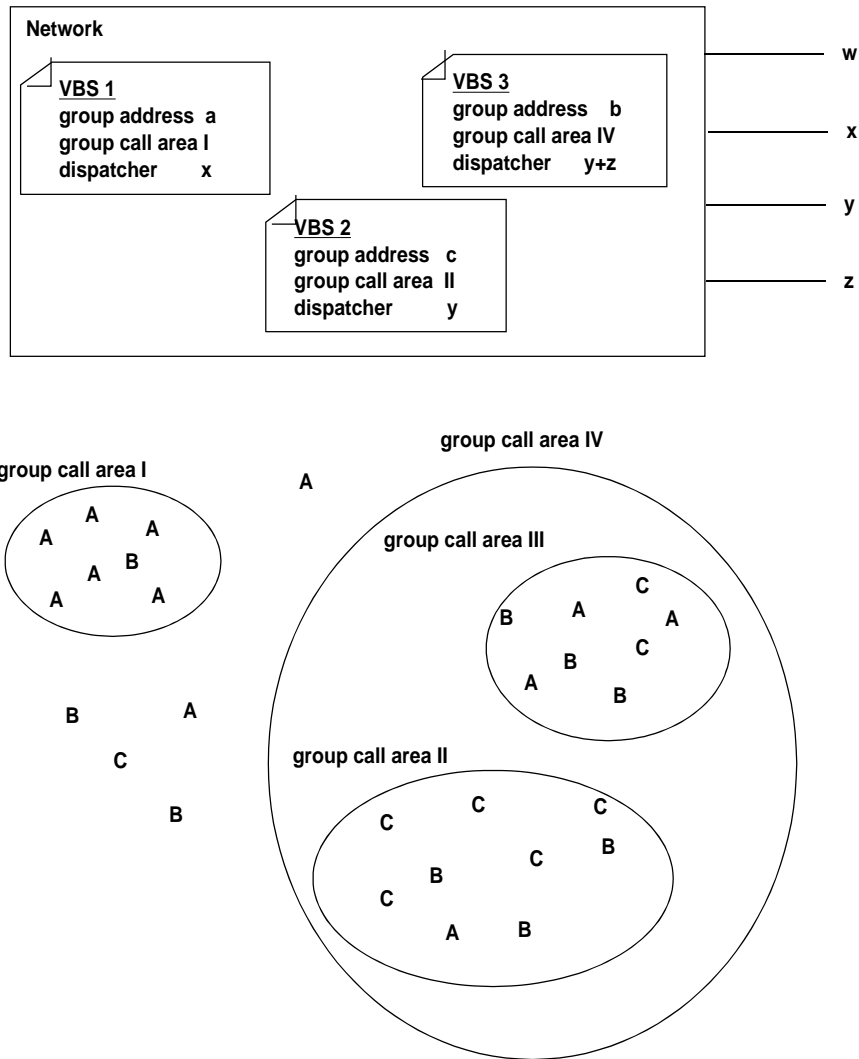 Network
VBS 1
group address a
group call area I
dispatcher x
VBS 3
group address b
group call area IV
dispatcher y+z
VBS 2
group address c
group call area II
dispatcher y
w
x
y
z
group call area IV
group call area I
A
A
A
A
A
B
A
A
group call area III
C
B
A
A
C
B
A
B
B
A
C
B
group call area II
C
C
C
B
C
B
C
A
B